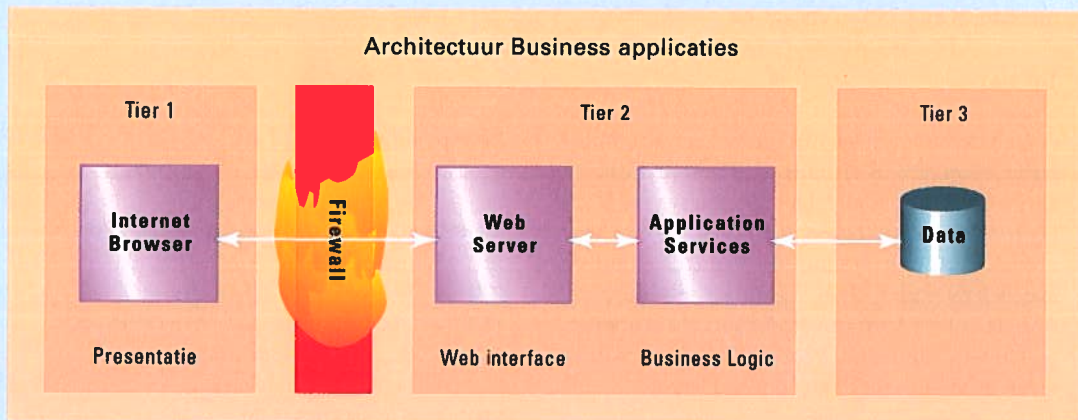 Architectuur Business applicaties
Tier 1
Internet
Browser
Presentatie
Firewall
Tier 2
Web
Server
Web interface
Application
Services
Business Logic
Tier 3
Data